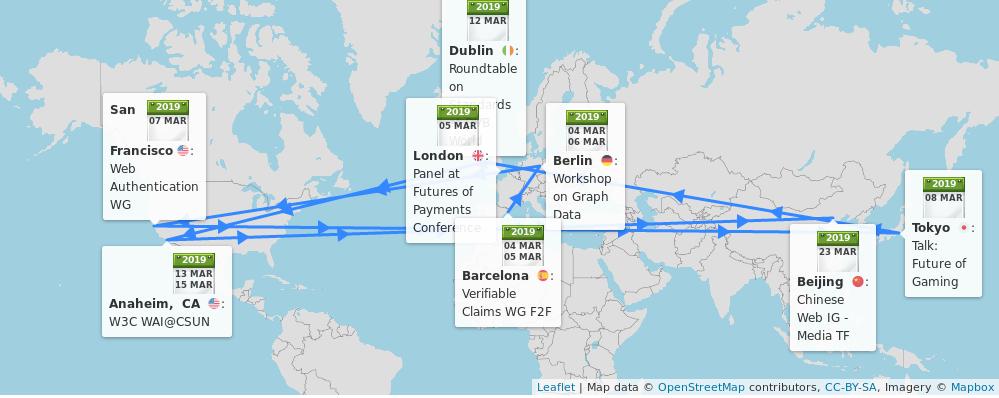 2019
12 MAR
Dublin :
Roundtable
on
2019
07 MAR
San
Francisco :
Web
Authentication
WG
2019
05 MAR
London :
Panel at
Futures of
Payments
Conference
2019
04 MAR
06 MAR
Berlin :
Workshop
on Graph
Data
2019
08 MAR
Tokyo :
Talk:
Future of
Gaming
2019
04 MAR
05 MAR
Barcelona :
Verifiable
Claims WG F2F
2019
23 MAR
Beijing :
Chinese
Web IG -
Media TF
2019
13 MAR
15 MAR
Anaheim, CA :
W3C WAI@CSUN
Leaflet | Map data © OpenStreetMap contributors, CC-BY-SA, Imagery © Mapbox